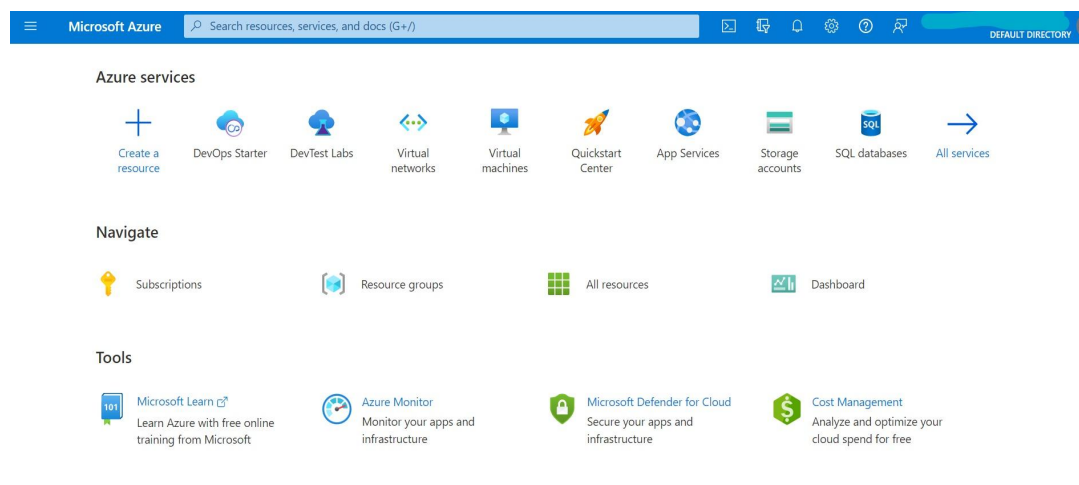 Microsoft Azure
Search resources, services, and docs (G+/)
DEFAULT DIRECTORY
Azure services
Create a
resource
DevOps Starter
DevTest Labs
Virtual
networks
Virtual
machines
Quickstart
Center
App Services
Storage
accounts
SQL
SQL databases
All services
Navigate
Subscriptions
Resource groups
All resources
Dashboard
Tools
101
Microsoft Learn
Learn Azure with free online
training from Microsoft
Azure Monitor
Monitor your apps and
infrastructure
Microsoft Defender for Cloud
Secure your apps and
infrastructure
$
Cost Management
Analyze and optimize your
cloud spend for free